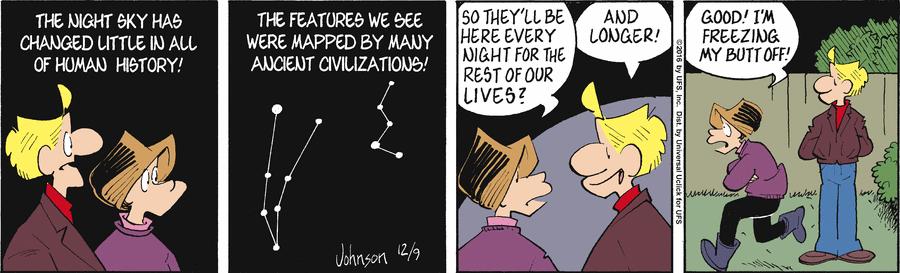 THE NIGHT SKY HAS
CHANGED LITTLE IN ALL
OF HUMAN HISTORY!
THE FEATURES WE SEE
WERE MAPPED BY MANY
ANCIENT CIVILIZATIONS!
Johnson 12/9
SO THEY'LL BE
HERE EVERY
NIGHT FOR THE
REST OF OUR
LIVES?
AND
LONGER!
©2016 by UFS, Inc. Dist. by Universal Uclick for UFS
GOOD! I'M
FREEZING
MY BUTT OFF!